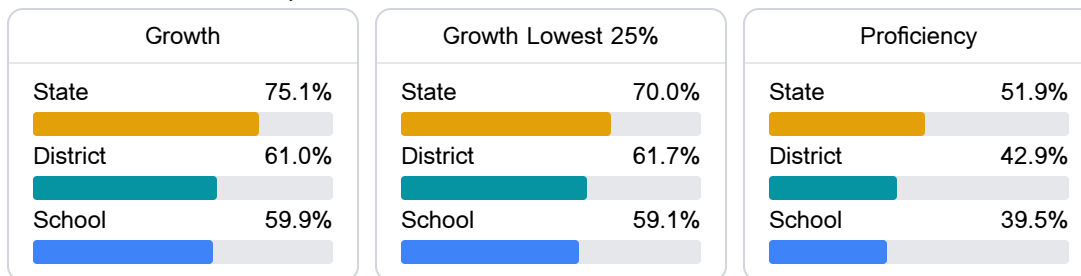 Growth
State 75.1%
District 61.0%
School 59.9%
Growth Lowest 25%
State 70.0%
District 61.7%
School 59.1%
Proficiency
State 51.9%
District 42.9%
School 39.5%